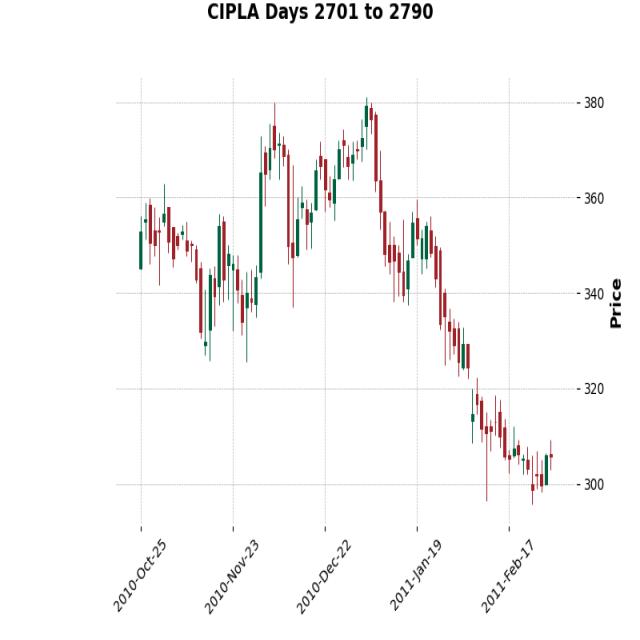 CIPLA Days 2701 to 2790
380
360
340
320
300
Price
2010-Oct-25
2010-Nov-23
2010-Dec-22
2011-Jan-19
2011-Feb-17